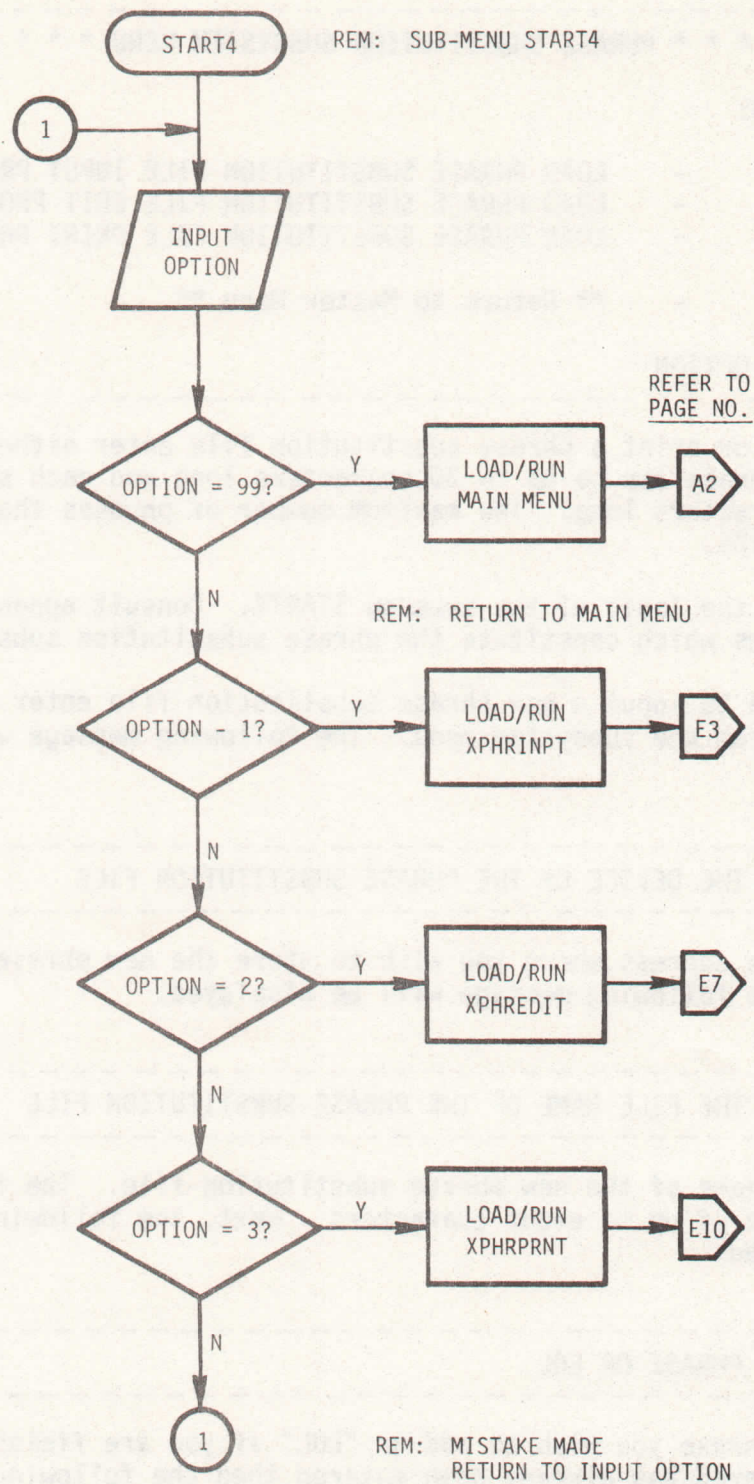 START4
REM: SUB-MENU START4
1
INPUT
OPTION
REFER TO
PAGE NO.
OPTION = 99?
Y
LOAD/RUN
MAIN MENU
A2
N
REM: RETURN TO MAIN MENU
OPTION - 1?
Y
LOAD/RUN
XPHRINPT
E3
N
OPTION = 2?
Y
LOAD/RUN
XPHREDIT
E7
N
OPTION = 3?
Y
LOAD/RUN
XPHRPRNT
E10
N
1
REM: MISTAKE MADE
RETURN TO INPUT OPTION